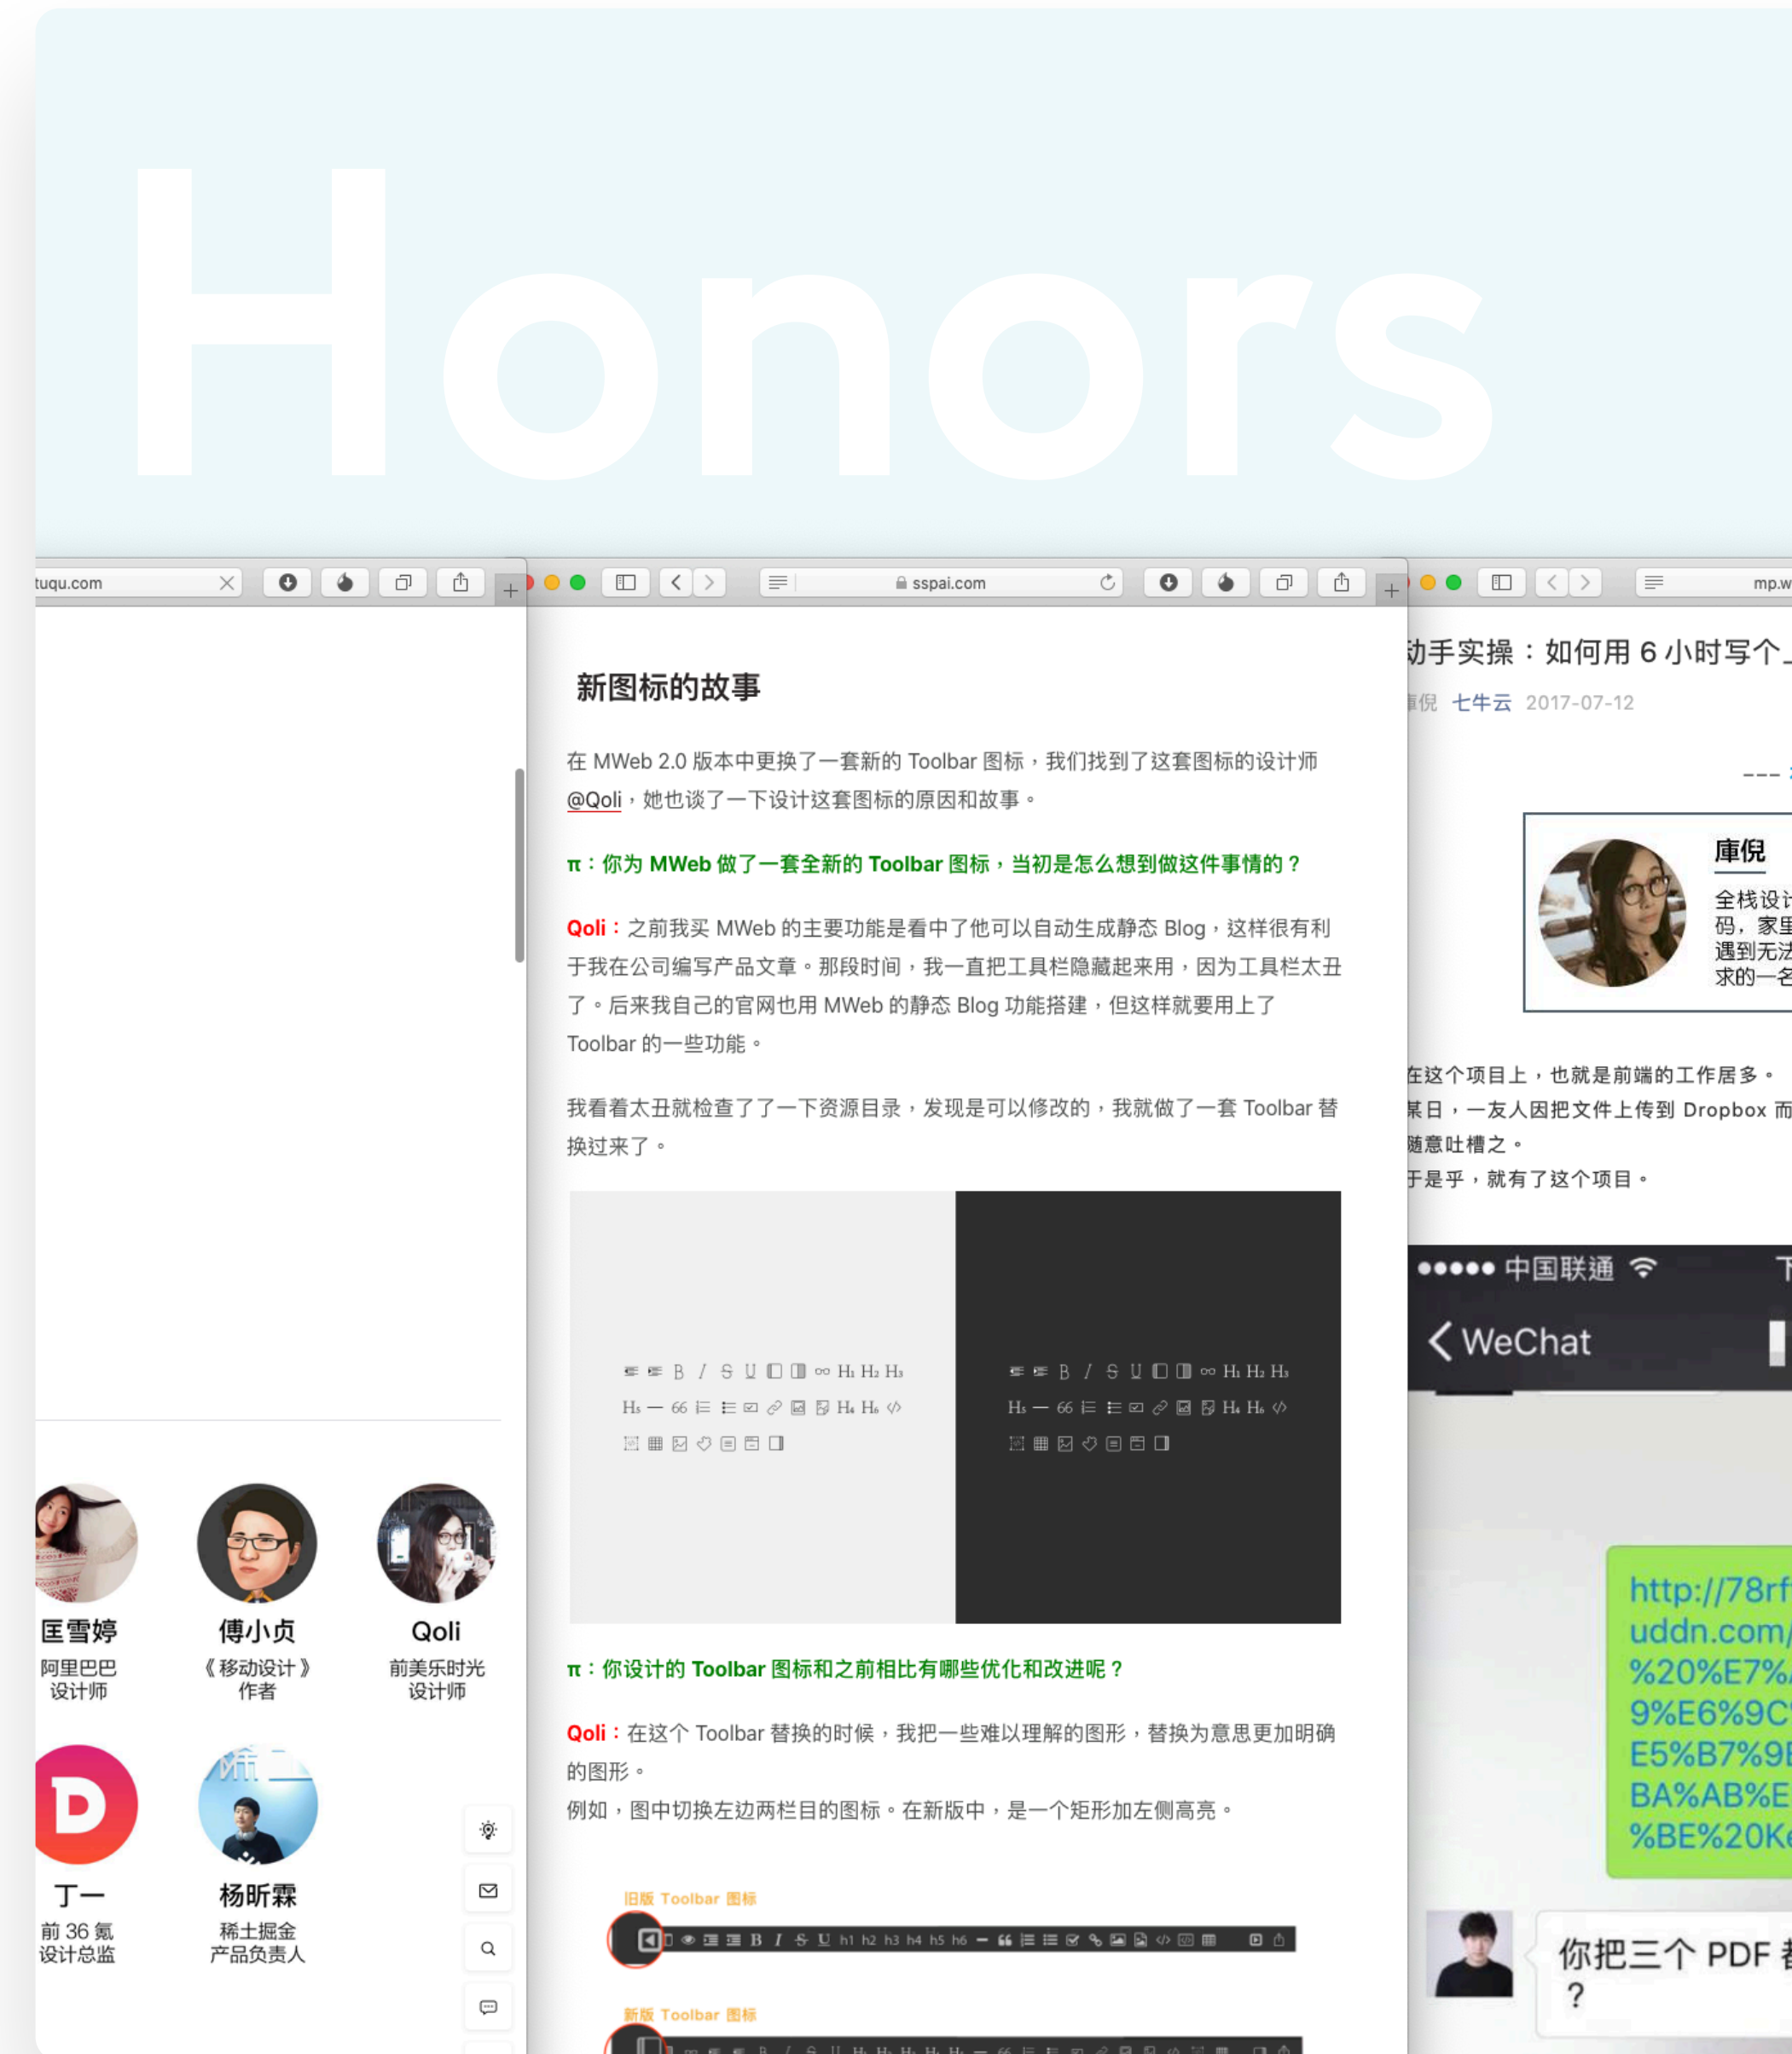 Honors
tuqu.com
匡雪婷
阿里巴巴
设计师
傅小贞
《移动设计》
作者
Qoli
前美乐时光
设计师
丁一
前 36 氪
设计总监
杨昕霖
稀土掘金
产品负责人
sspai.com
新图标的故事
在 MWeb 2.0 版本中更换了一套新的 Toolbar 图标，我们找到了这套图标的设计师
@Qoli，她也谈了一下设计这套图标的原因和故事。
π：你为 MWeb 做了一套全新的 Toolbar 图标，当初是怎么想到做这件事情的？
Qoli：之前我买 MWeb 的主要功能是看中了他可以自动生成静态 Blog，这样很有利
于我在公司编写产品文章。那段时间，我一直把工具栏隐藏起来用，因为工具栏太丑
了。后来我自己的官网也用 MWeb 的静态 Blog 功能搭建，但这样就要用上了
Toolbar 的一些功能。
我看着太丑就检查了了一下资源目录，发现是可以修改的，我就做了一套 Toolbar 替
换过来了。
B I S U H1 H2 H3
H5 66 H4 H6
B I S U H1 H2 H3
H5 66 H4 H6
π：你设计的 Toolbar 图标和之前相比有哪些优化和改进呢？
Qoli：在这个 Toolbar 替换的时候，我把一些难以理解的图形，替换为意思更加明确
的图形。
例如，图中切换左边两栏目的图标。在新版中，是一个矩形加左侧高亮。
旧版 Toolbar 图标
B I S U h1 h2 h3 h4 h5 h6
新版 Toolbar 图标
mp.w
动手实操：如何用 6 小时写个
倪 七牛云 2017-07-12
庫倪
全栈设计
码，家里
遇到无法
求的一名
在这个项目上，也就是前端的工作居多。
某日，一友人因把文件上传到 Dropbox 而
随意吐槽之。
于是乎，就有了这个项目。
中国联通
WeChat
http://78rf
uddn.com/
%20%E7%
9%E6%9C
E5%B7%9
BA%AB%E
%BE%20K
你把三个 PDF
？